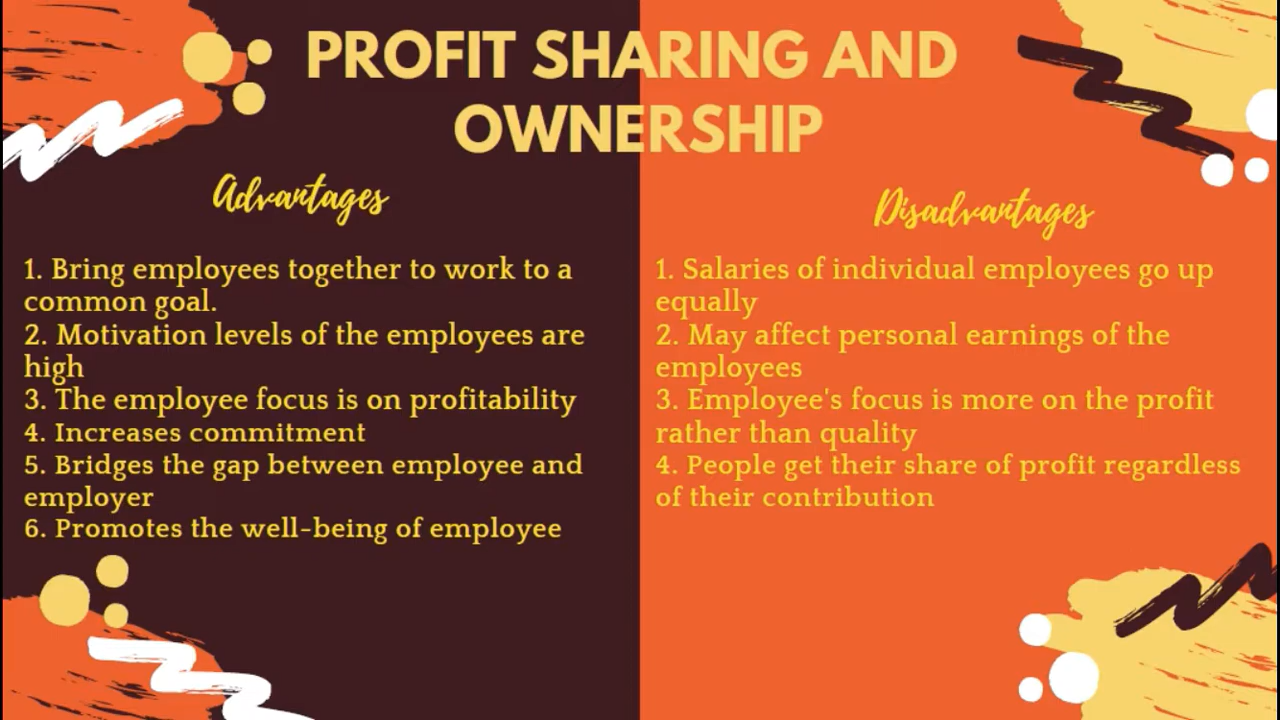 PROFIT SHARING AND
OWNERSHIP
Advantages
1. Bring employees together to work to a
common goal.
2. Motivation levels of the employees are
high
3. The employee focus is on profitability
4. Increases commitment
5. Bridges the gap between employee and
employer
6. Promotes the well-being of employee
Disadvantages
1. Salaries of individual employees go up
equally
2. May affect personal earnings of the
employees
3. Employee's focus is more on the profit
rather than quality
4. People get their share of profit regardless
of their contribution